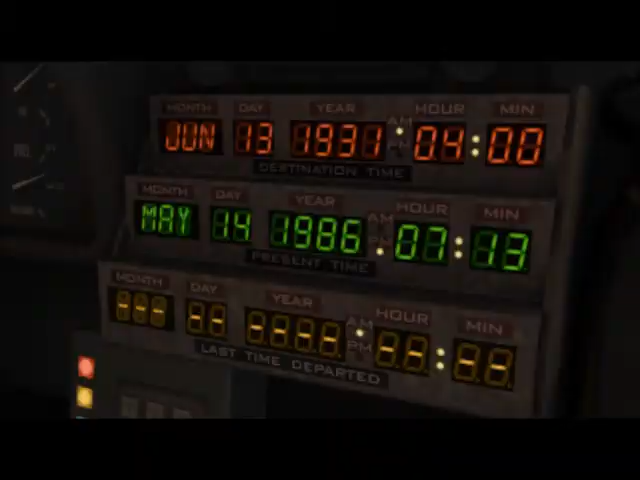 MONTH DAY YEAR AM PM HOUR MIN
JUN 13 1931 04:00
DESTINATION TIME
MONTH DAY YEAR AM PM HOUR MIN
MAY 14 1986 07:13
PRESENT TIME
MONTH DAY YEAR AM PM HOUR MIN
--- -- ---- --:--
LAST TIME DEPARTED